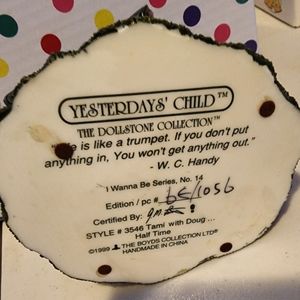 YESTERDAYS' CHILD™
THE DOLLSTONE COLLECTION™
is like a trumpet. If you don't put
anything in, You won't get anything out."
- W. C. Handy
I Wanna Be Series, No. 14
Edition / pc # 6E/1056
Certified By:
STYLE # 3546 Tami with Doug ...
Half Time
©1999 THE BOYDS COLLECTION LTD®
HANDMADE IN CHINA